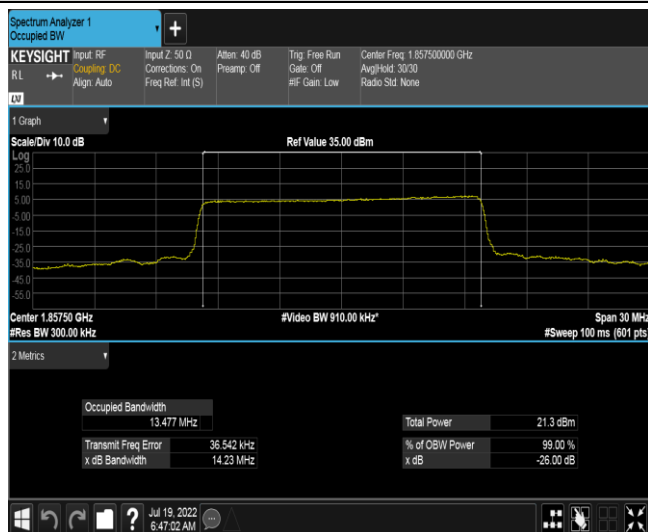 Spectrum Analyzer 1
Occupied BW
KEYSIGHT Input: RF Input Z: 50 Ω Atten: 40 dB Trig: Free Run Center Freq: 1.857500000 GHz
R L Coupling: DC Corrections: On Preamp: Off Gate: Off Avg|Hold: 30/30
Align: Auto Freq Ref: Int (S) #IF Gain: Low Radio Std: None
1 Graph
Scale/Div 10.0 dB Ref Value 35.00 dBm
Log
25.0
15.0
5.00
-5.00
-15.0
-25.0
-35.0
-45.0
-55.0
Center 1.85750 GHz #Video BW 910.00 kHz* Span 30 MHz
#Res BW 300.00 kHz #Sweep 100 ms (601 pts)
2 Metrics
Occupied Bandwidth
13.477 MHz Total Power 21.3 dBm
Transmit Freq Error 36.542 kHz % of OBW Power 99.00 %
x dB Bandwidth 14.23 MHz x dB -26.00 dB
? Jul 19, 2022
6:47:02 AM